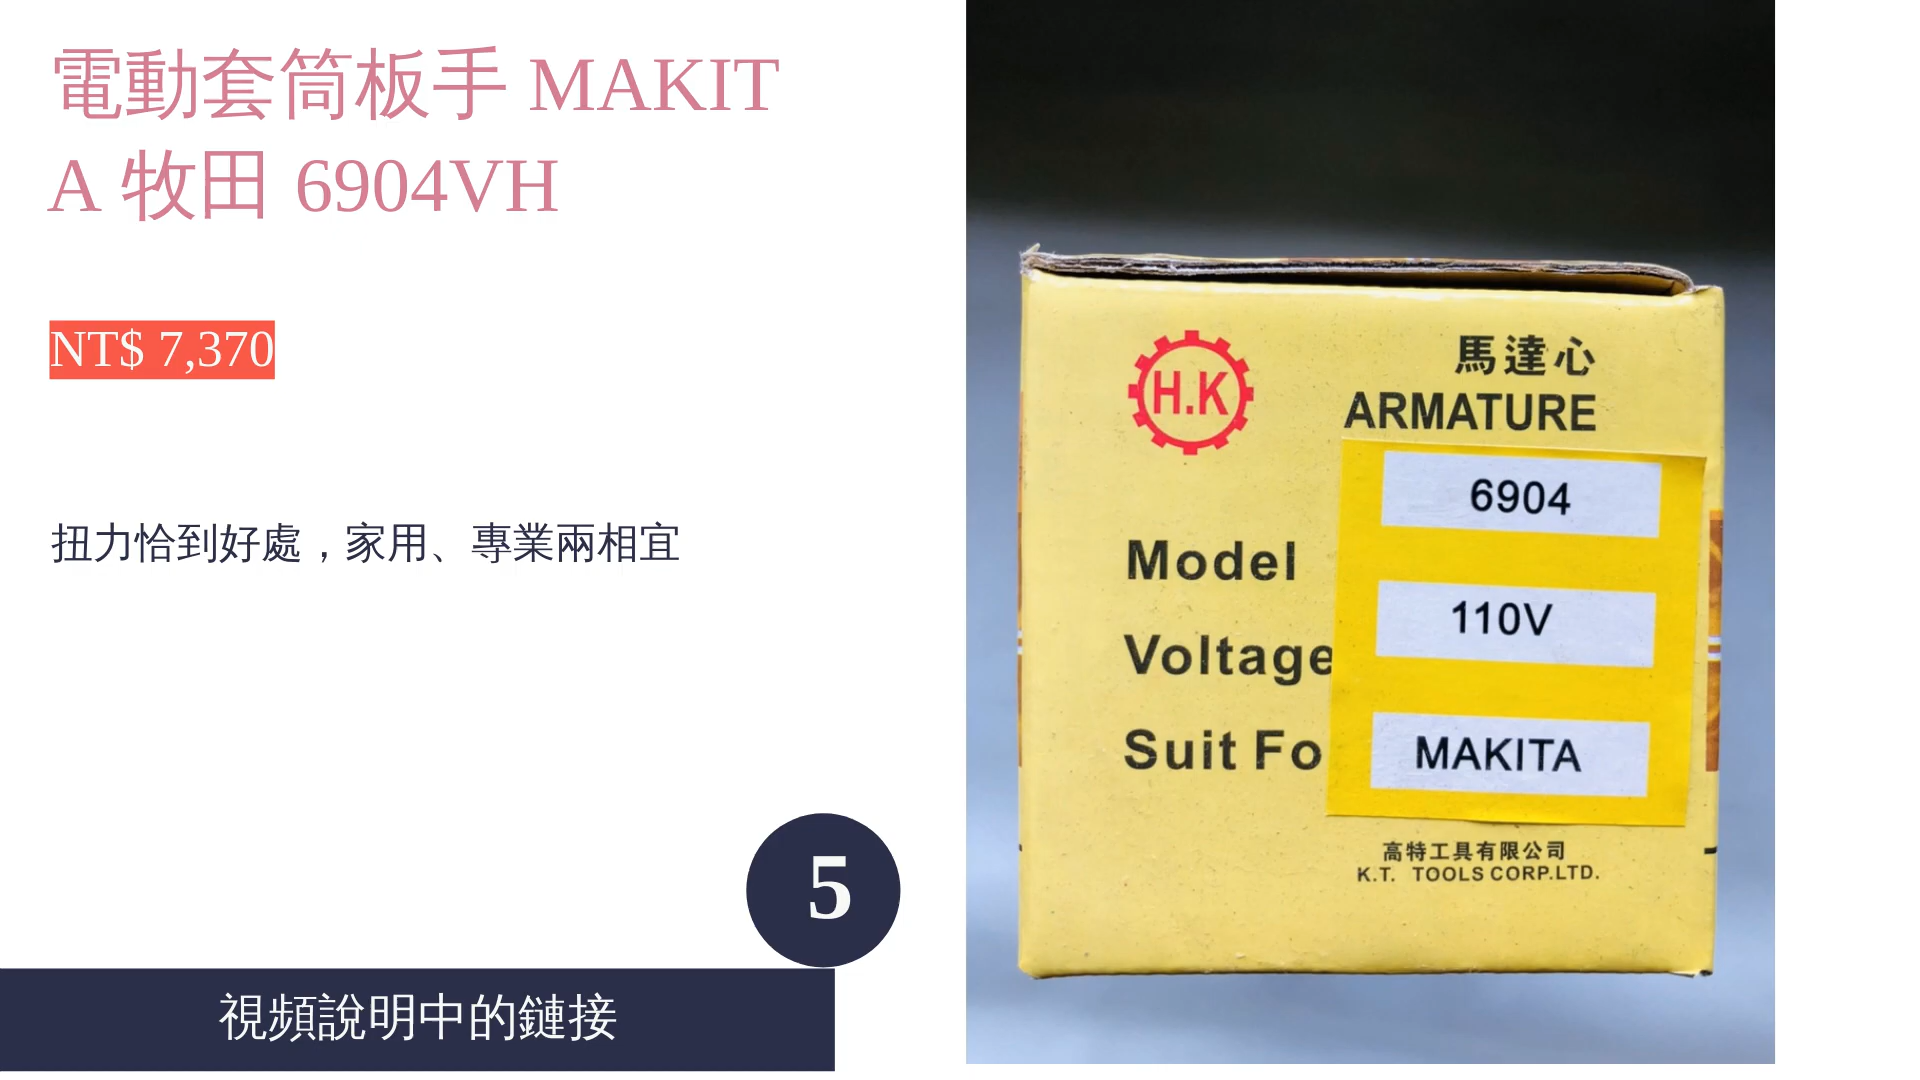 電動套筒板手 MAKIT
A 牧田 6904VH
NT$ 7,370
扭力恰到好處，家用、專業兩相宜
5
視頻說明中的鏈接
H.K
馬達心
ARMATURE
6904
Model
110V
Voltage
Suit Fo
MAKITA
高特工具有限公司
K.T. TOOLS CORP.LTD.